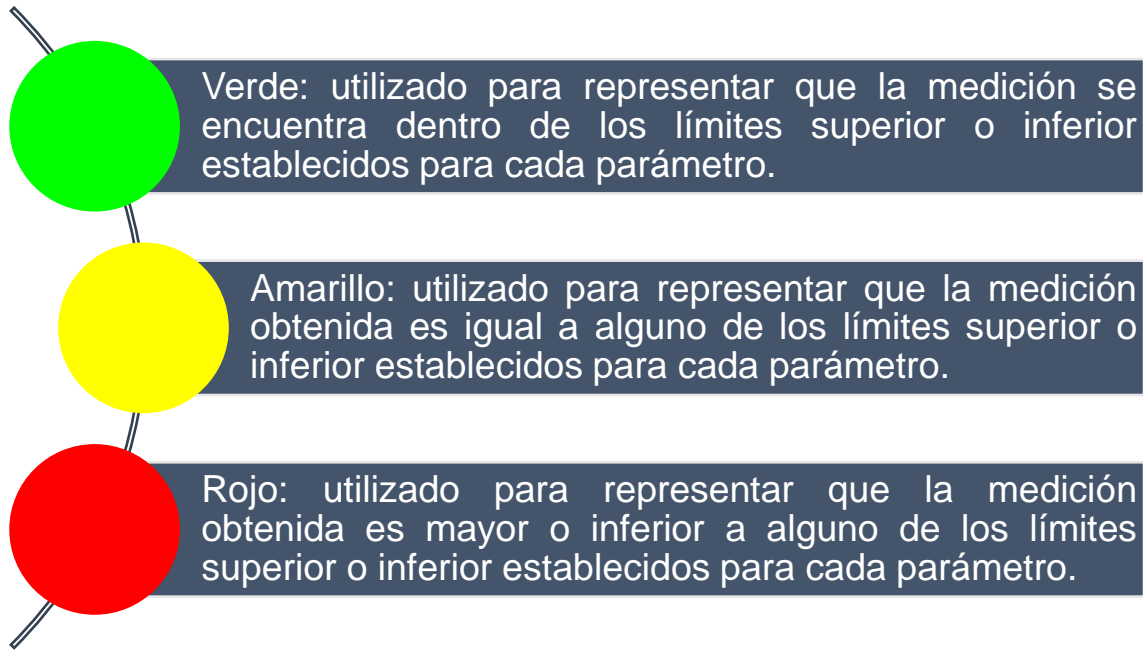 Verde: utilizado para representar que la medición se
encuentra dentro de los límites superior o inferior
establecidos para cada parámetro.
Amarillo: utilizado para representar que la medición
obtenida es igual a alguno de los límites superior o
inferior establecidos para cada parámetro.
Rojo: utilizado para representar que la medición
obtenida es mayor o inferior a alguno de los límites
superior o inferior establecidos para cada parámetro.